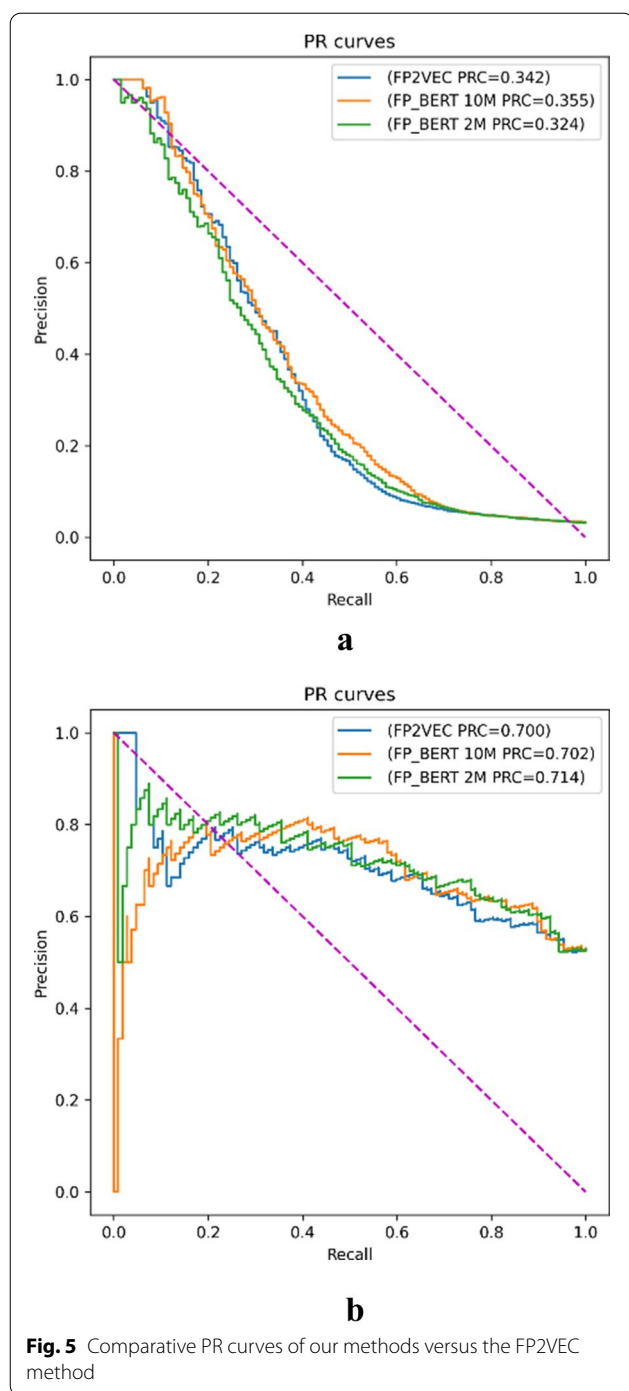 PR curves
(FP2VEC PRC=0.342)
(FP_BERT 10M PRC=0.355)
(FP_BERT 2M PRC=0.324)
1.0
0.8
0.6
0.4
0.2
0.0
Precision
0.0 0.2 0.4 0.6 0.8 1.0
Recall
a
PR curves
(FP2VEC PRC=0.700)
(FP_BERT 10M PRC=0.702)
(FP_BERT 2M PRC=0.714)
1.0
0.8
0.6
0.4
0.2
0.0
Precision
0.0 0.2 0.4 0.6 0.8 1.0
Recall
b
Fig. 5 Comparative PR curves of our methods versus the FP2VEC
method